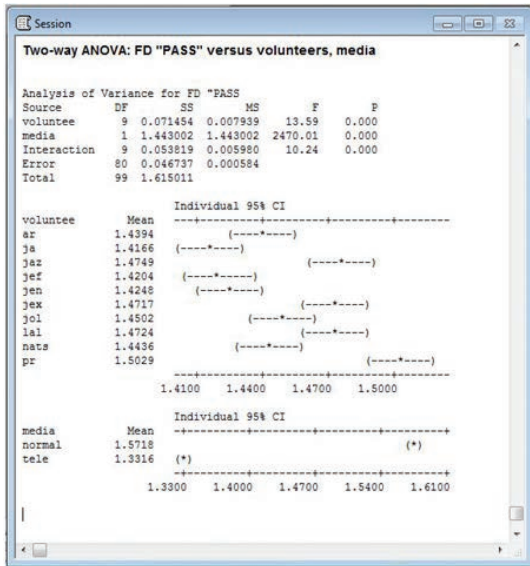 Session
Two-way ANOVA: FD "PASS" versus volunteers, media
Analysis of Variance for FD "PASS
Source DF SS MS F P
voluntee 9 0.071454 0.007939 13.59 0.000
media 1 1.443002 1.443002 2470.01 0.000
Interaction 9 0.053819 0.005980 10.24 0.000
Error 80 0.046737 0.000584
Total 99 1.615011
Individual 95% CI
voluntee Mean ---+---------+---------+---------+--------
ar 1.4394 (----*----)
ja 1.4166 (----*----)
jaz 1.4749 (----*----)
jef 1.4204 (----*----)
jen 1.4248 (----*----)
jex 1.4717 (----*----)
jol 1.4502 (----*----)
lal 1.4724 (----*----)
nats 1.4436 (----*----)
pr 1.5029 (----*----)
---+---------+---------+---------+--------
1.4100 1.4400 1.4700 1.5000
Individual 95% CI
media Mean -+---------+---------+---------+---------+
normal 1.5718 (*)
tele 1.3316 (*)
-+---------+---------+---------+---------+
1.3300 1.4000 1.4700 1.5400 1.6100